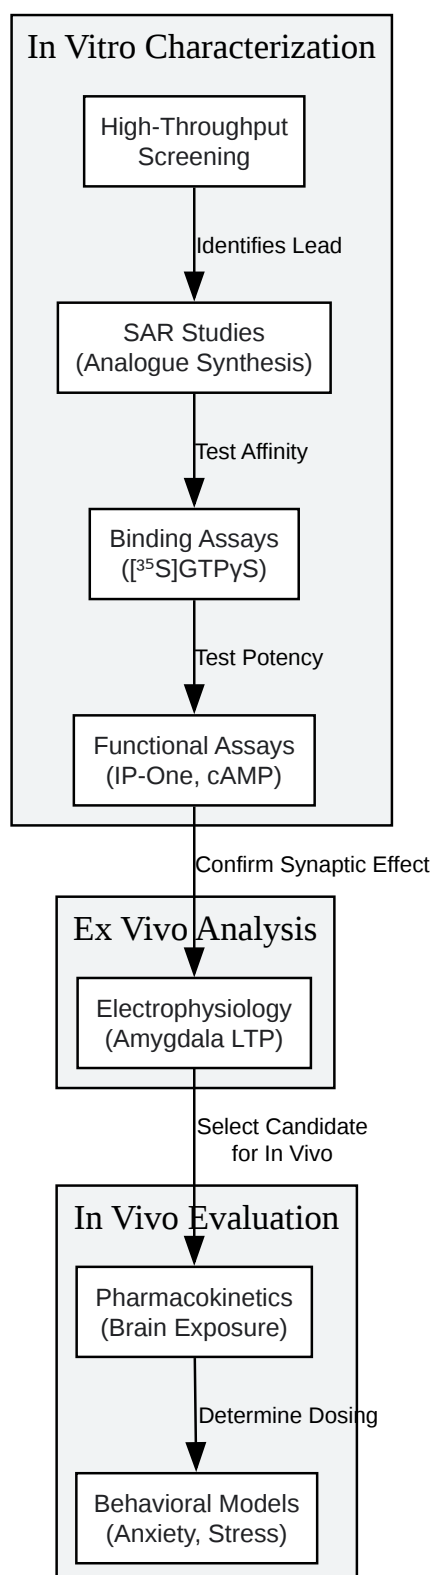 In Vitro Characterization
High-Throughput
Screening
Identifies Lead
SAR Studies
(Analogue Synthesis)
Test Affinity
Binding Assays
([³⁵S]GTPγS)
Test Potency
Functional Assays
(IP-One, cAMP)
Confirm Synaptic Effect
Ex Vivo Analysis
Electrophysiology
(Amygdala LTP)
Select Candidate
for In Vivo
In Vivo Evaluation
Pharmacokinetics
(Brain Exposure)
Determine Dosing
Behavioral Models
(Anxiety, Stress)